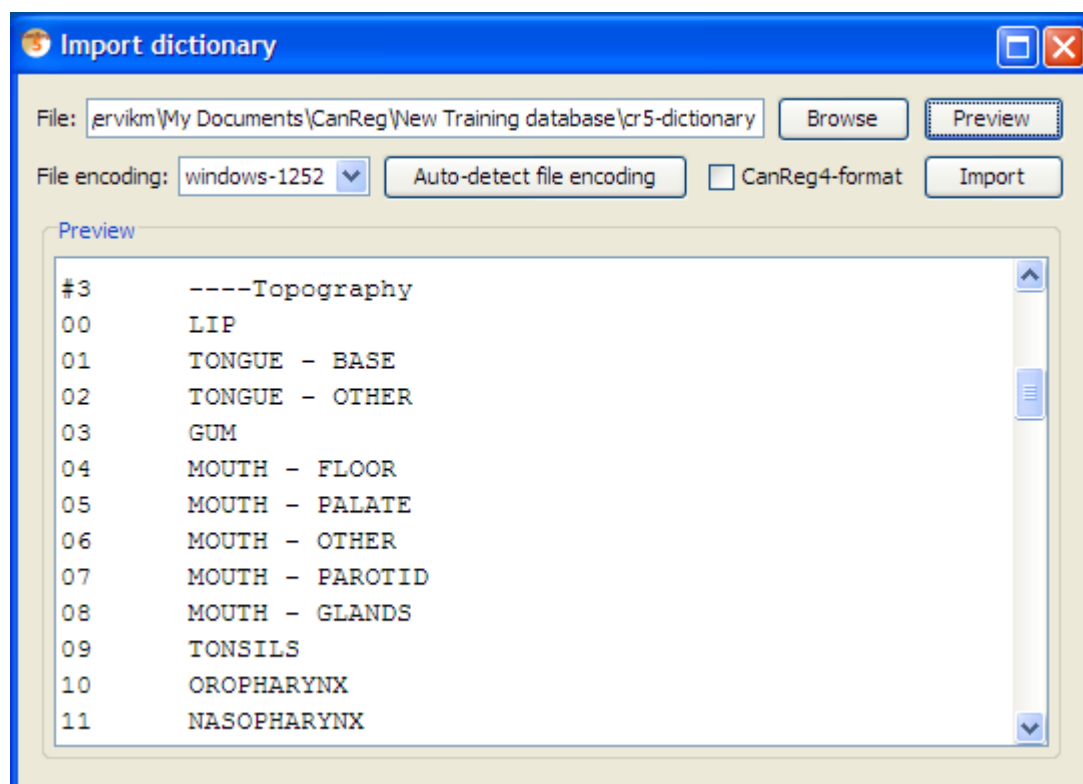 Import dictionary
File: ervikm\My Documents\CanReg\New Training database\cr5-dictionary Browse Preview
File encoding: windows-1252 Auto-detect file encoding CanReg4-format Import
Preview
#3 ----Topography
00 LIP
01 TONGUE - BASE
02 TONGUE - OTHER
03 GUM
04 MOUTH - FLOOR
05 MOUTH - PALATE
06 MOUTH - OTHER
07 MOUTH - PAROTID
08 MOUTH - GLANDS
09 TONSILS
10 OROPHARYNX
11 NASOPHARYNX